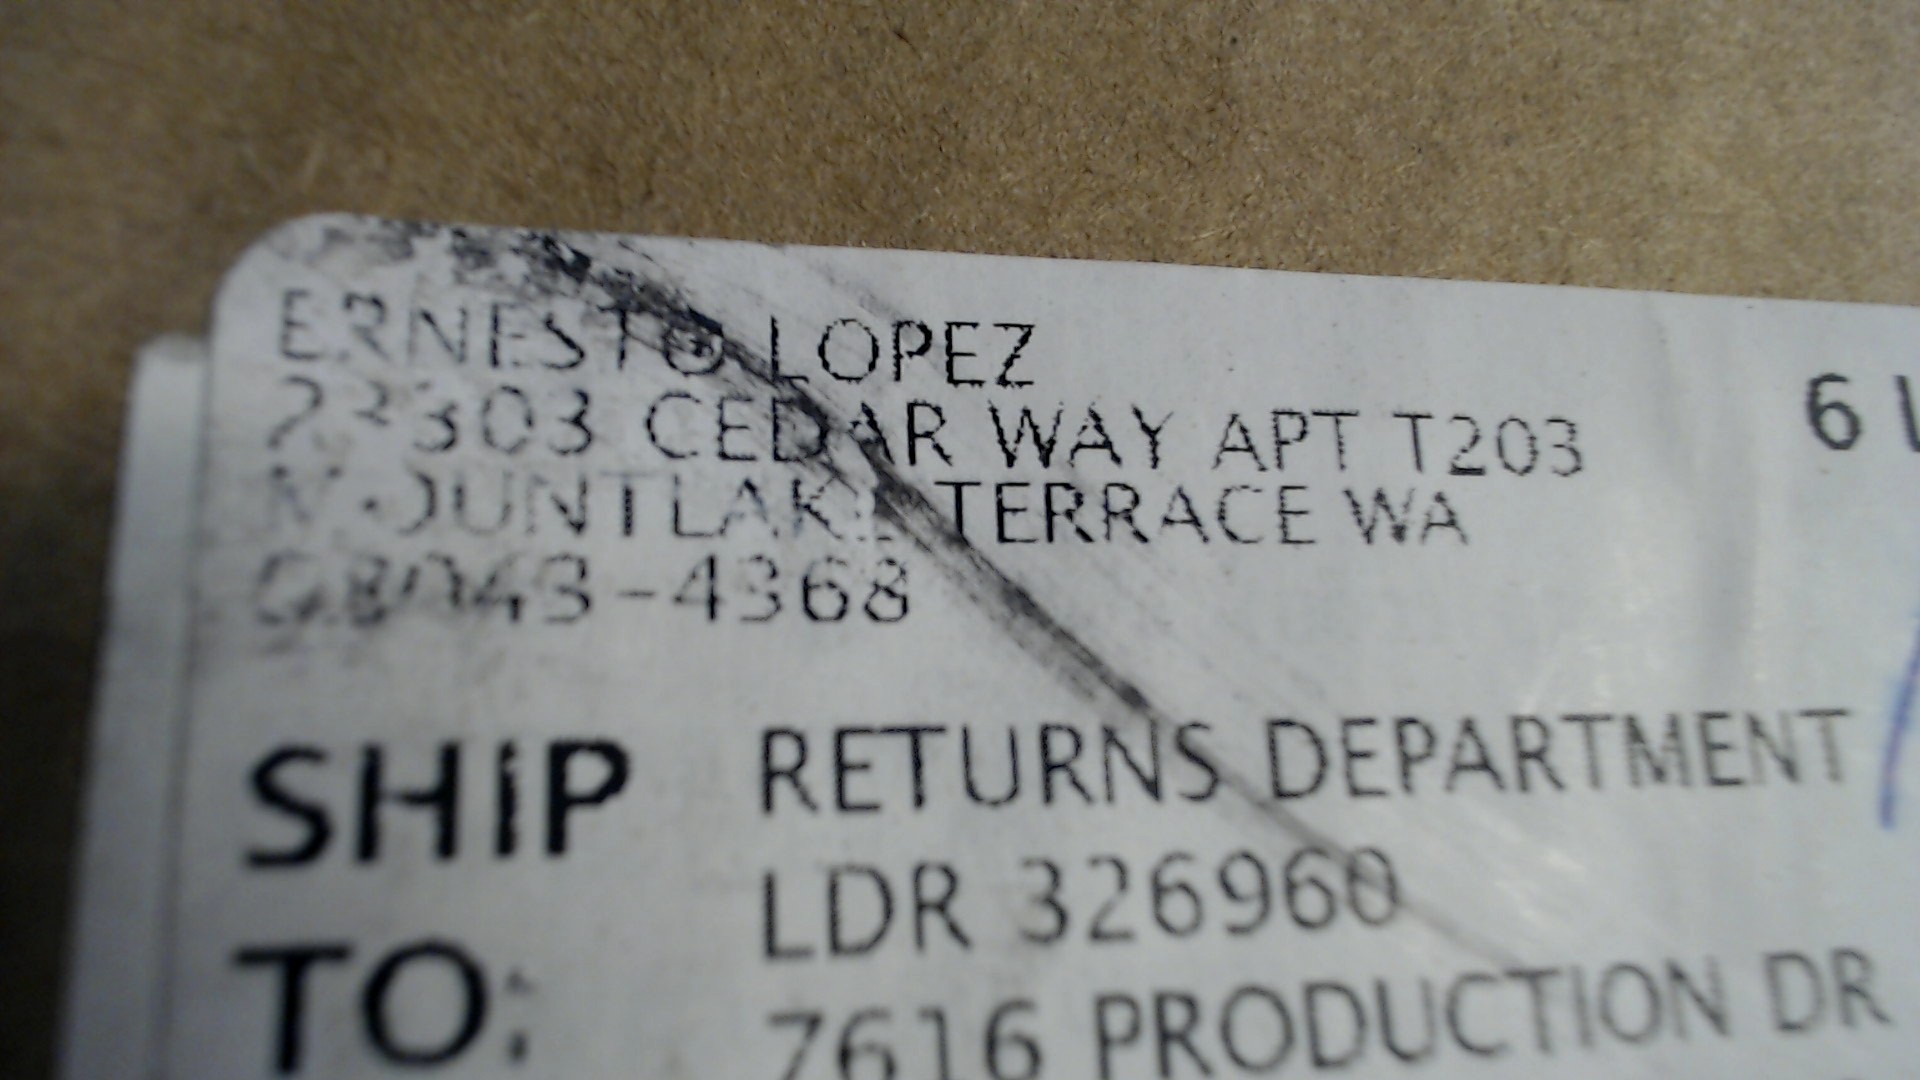 ERNESTO LOPEZ
23303 CEDAR WAY APT T203
MOUNTLAKE TERRACE WA
98043-4368
6
SHIP TO:
RETURNS DEPARTMENT
LDR 326960
7616 PRODUCTION DR